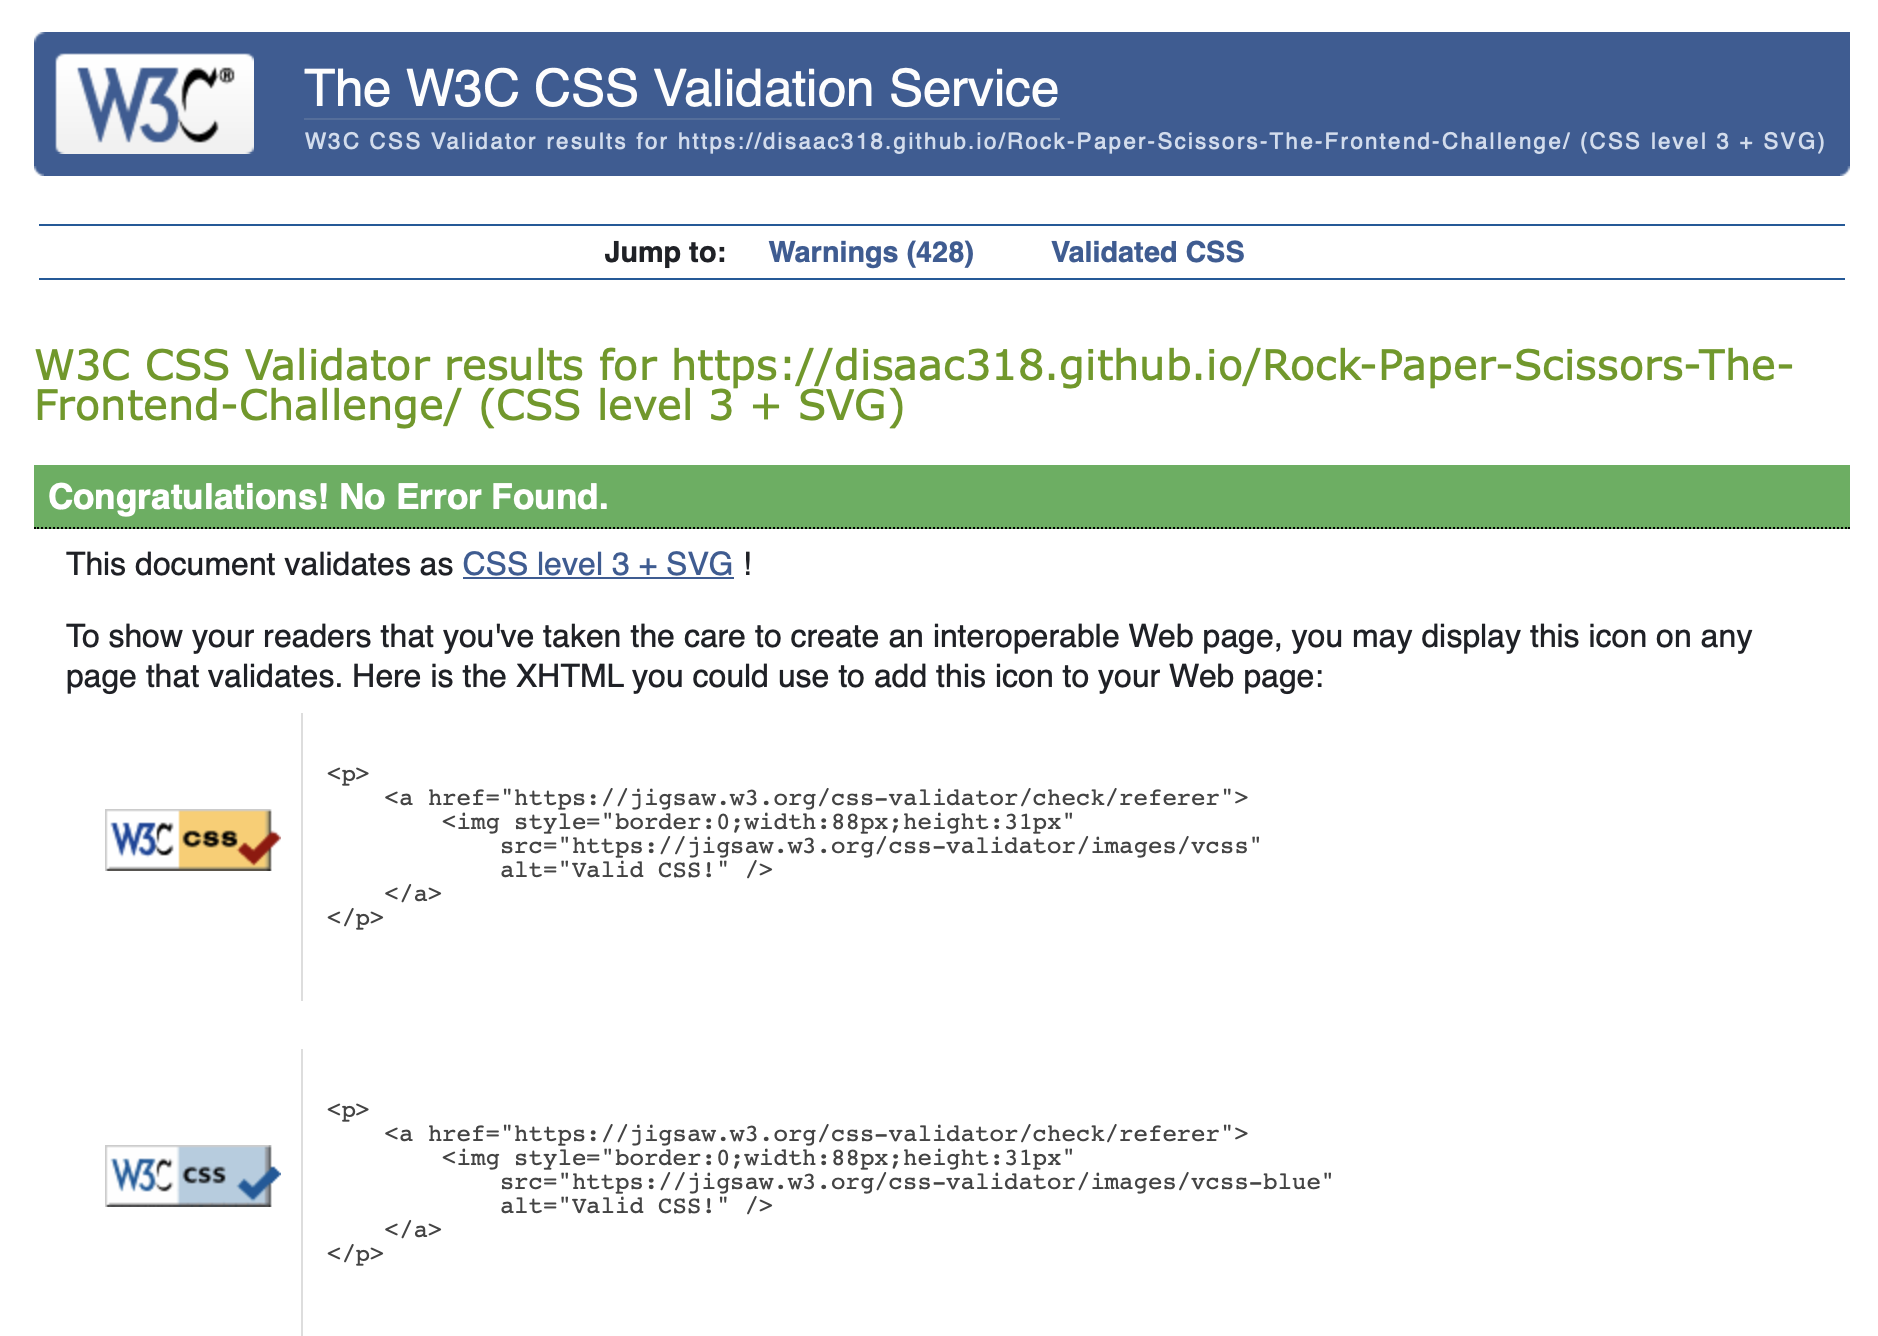 W3C®
The W3C CSS Validation Service
W3C CSS Validator results for https://disaac318.github.io/Rock-Paper-Scissors-The-Frontend-Challenge/ (CSS level 3 + SVG)
Jump to: Warnings (428) Validated CSS
W3C CSS Validator results for https://disaac318.github.io/Rock-Paper-Scissors-The-
Frontend-Challenge/ (CSS level 3 + SVG)
Congratulations! No Error Found.
This document validates as CSS level 3 + SVG !
To show your readers that you've taken the care to create an interoperable Web page, you may display this icon on any
page that validates. Here is the XHTML you could use to add this icon to your Web page:
W3C css
<p>
    <a href="https://jigsaw.w3.org/css-validator/check/referer">
        <img style="border:0;width:88px;height:31px"
            src="https://jigsaw.w3.org/css-validator/images/vcss"
            alt="Valid CSS!" />
    </a>
</p>
W3C css
<p>
    <a href="https://jigsaw.w3.org/css-validator/check/referer">
        <img style="border:0;width:88px;height:31px"
            src="https://jigsaw.w3.org/css-validator/images/vcss-blue"
            alt="Valid CSS!" />
    </a>
</p>